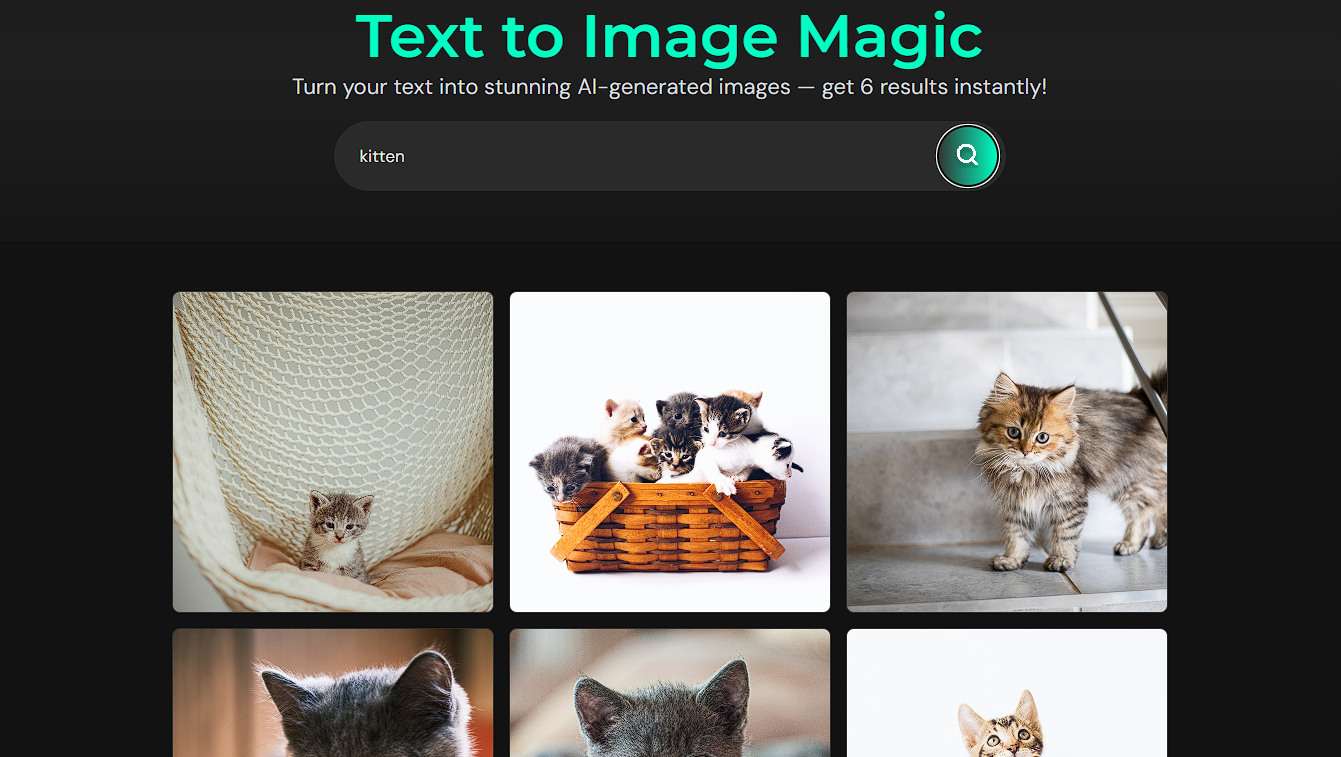 Text to Image Magic
Turn your text into stunning AI-generated images — get 6 results instantly!
kitten